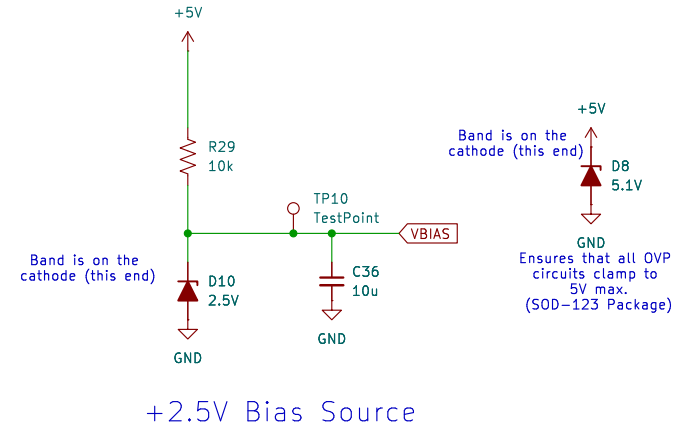 +5V
R29
10k
TP10
TestPoint
VBIAS
Band is on the
cathode (this end)
D10
2.5V
C36
10u
GND
GND
+5V
Band is on the
cathode (this end)
D8
5.1V
GND
Ensures that all OVP
circuits clamp to
5V max.
(SOD-123 Package)
+2.5V Bias Source